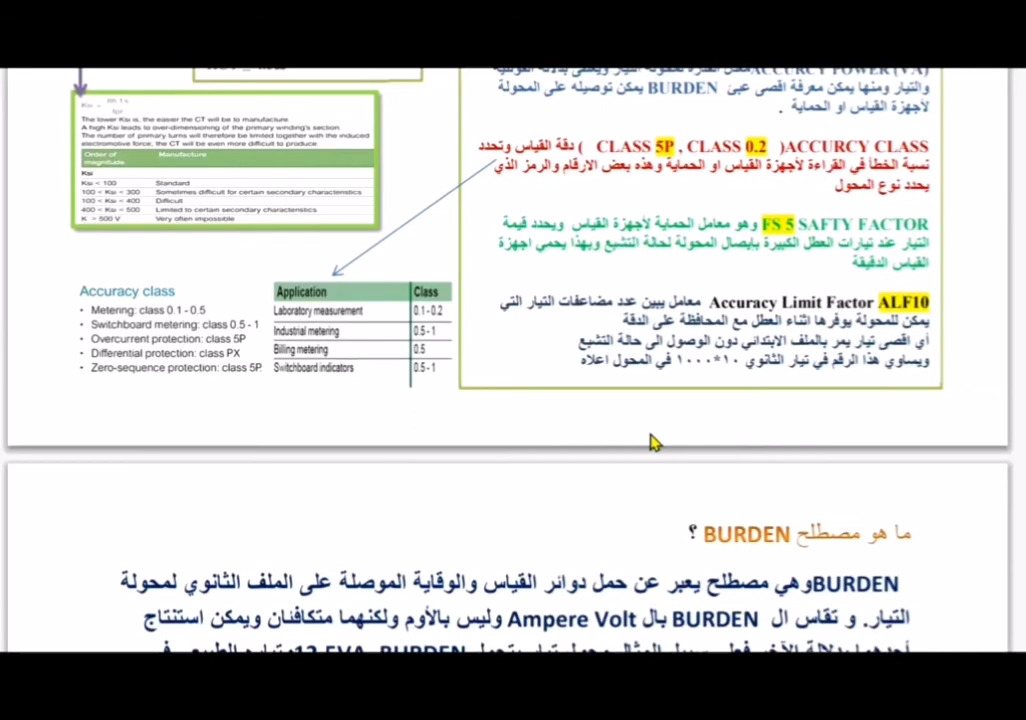 ACCURCY POWER (VA)
والتيار ومنها يمكن معرفة اقصى عبئ BURDEN يمكن توصيله على المحولة
لأجهزة القياس او الحماية .
CLASS 5P , CLASS 0.2 )ACCURCY CLASS ) دقة القياس وتحدد
نسبة الخطأ في القراءة لأجهزة القياس او الحماية وهذه بعض الارقام والرمز الذي
يحدد نوع المحول
FS 5 SAFTY FACTOR وهو معامل الحماية لأجهزة القياس ويحدد قيمة
التيار عند تيارات العطل الكبيرة بإيصال المحولة لحالة التشبع وبهذا يحمي اجهزة
القياس الدقيقة
Accuracy Limit Factor ALF10 معامل يبين عدد مضاعفات التيار التي
يمكن للمحولة يوفرها اثناء العطل مع المحافظة على الدقة
أي اقصى تيار يمر بالملف الابتدائي دون الوصول الى حالة التشبع
ويساوي هذا الرقم في تيار الثانوي ١٠*١٠٠٠ في المحول اعلاه
The lower Ksi is, the easier the CT will be to manufacture
A high Ksi leads to over-dimensioning of the primary winding's section
The number of primary turns will therefore be limited together with the induced
electromotive force; the CT will be even more difficult to produce.
Order of magnitude Manufacture
Ksi
Ksi < 100 Standard
100 < Ksi < 300 Sometimes difficult for certain secondary characteristics
100 < Ksi < 400 Difficult
400 < Ksi < 500 Limited to certain secondary characteristics
K > 500 V Very often impossible
Accuracy class
• Metering: class 0.1 - 0.5
• Switchboard metering: class 0.5 - 1
• Overcurrent protection: class 5P
• Differential protection: class PX
• Zero-sequence protection: class 5P.
Application Class
Laboratory measurement 0.1 - 0.2
Industrial metering 0.5 - 1
Billing metering 0.5
Switchboard indicators 0.5 - 1
ما هو مصطلح BURDEN ؟
BURDENوهي مصطلح يعبر عن حمل دوائر القياس والوقاية الموصلة على الملف الثانوي لمحولة
التيار. و تقاس ال BURDEN بال Ampere Volt وليس بالأوم ولكنهما متكافئان ويمكن استنتاج